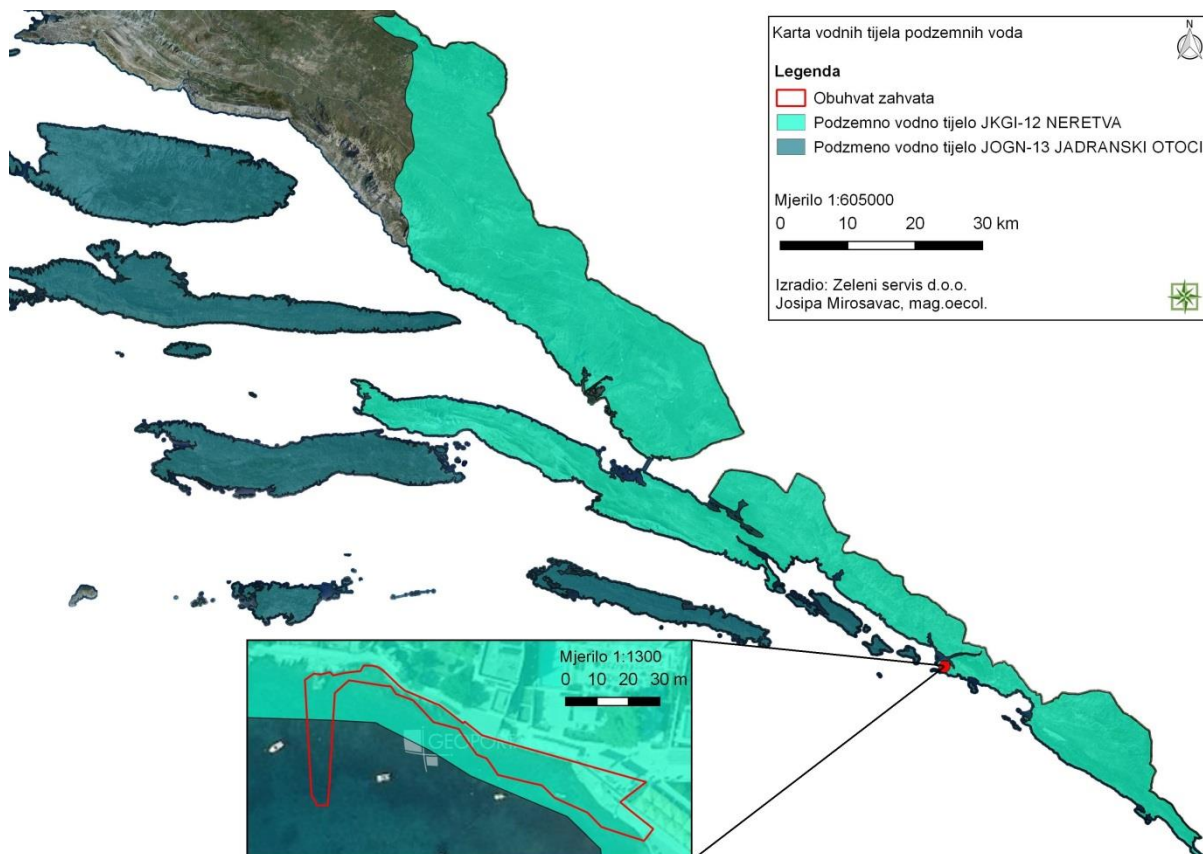 Karta vodnih tijela podzemnih voda
N
Legenda
Obuhvat zahvata
Podzemno vodno tijelo JKGI-12 NERETVA
Podzmeno vodno tijelo JOGN-13 JADRANSKI OTOCI
Mjerilo 1:605000
0 10 20 30 km
Izradio: Zeleni servis d.o.o.
Josipa Mirosavac, mag.oecol.
Mjerilo 1:1300
0 10 20 30 m
GEOPORT